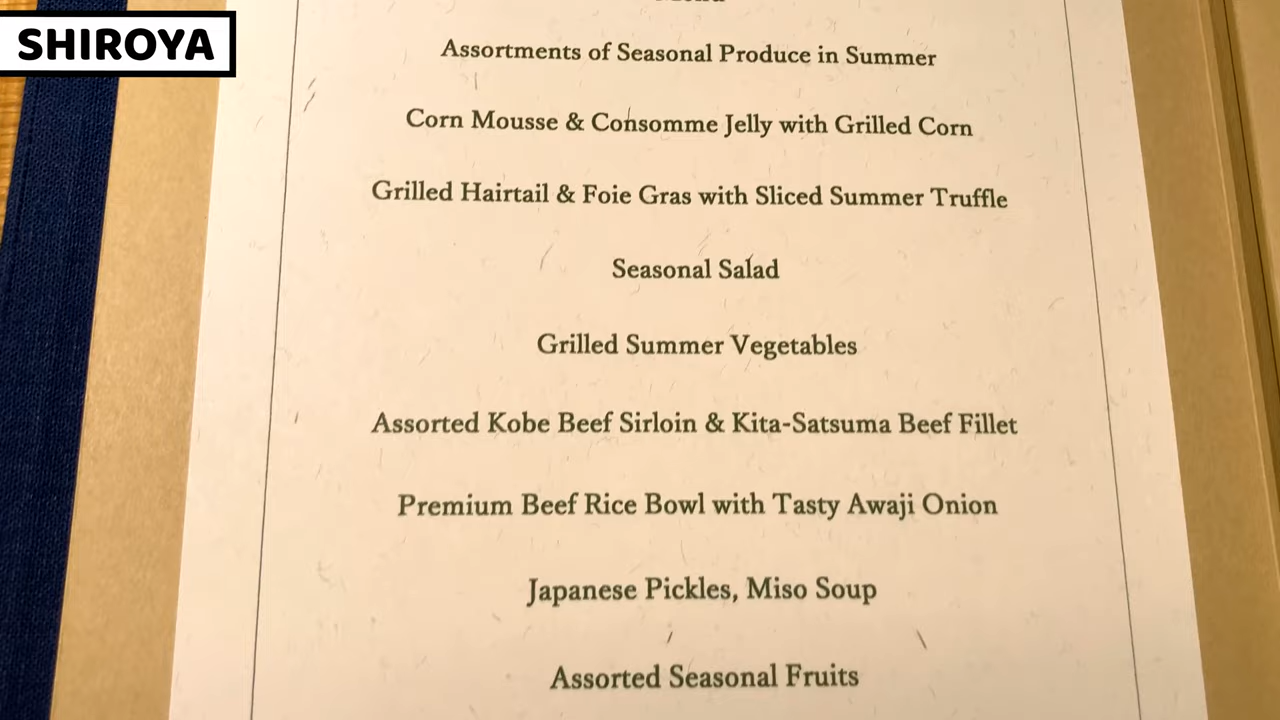 SHIROYA
Assortments of Seasonal Produce in Summer
Corn Mousse & Consomme Jelly with Grilled Corn
Grilled Hairtail & Foie Gras with Sliced Summer Truffle
Seasonal Salad
Grilled Summer Vegetables
Assorted Kobe Beef Sirloin & Kita-Satsuma Beef Fillet
Premium Beef Rice Bowl with Tasty Awaji Onion
Japanese Pickles, Miso Soup
Assorted Seasonal Fruits